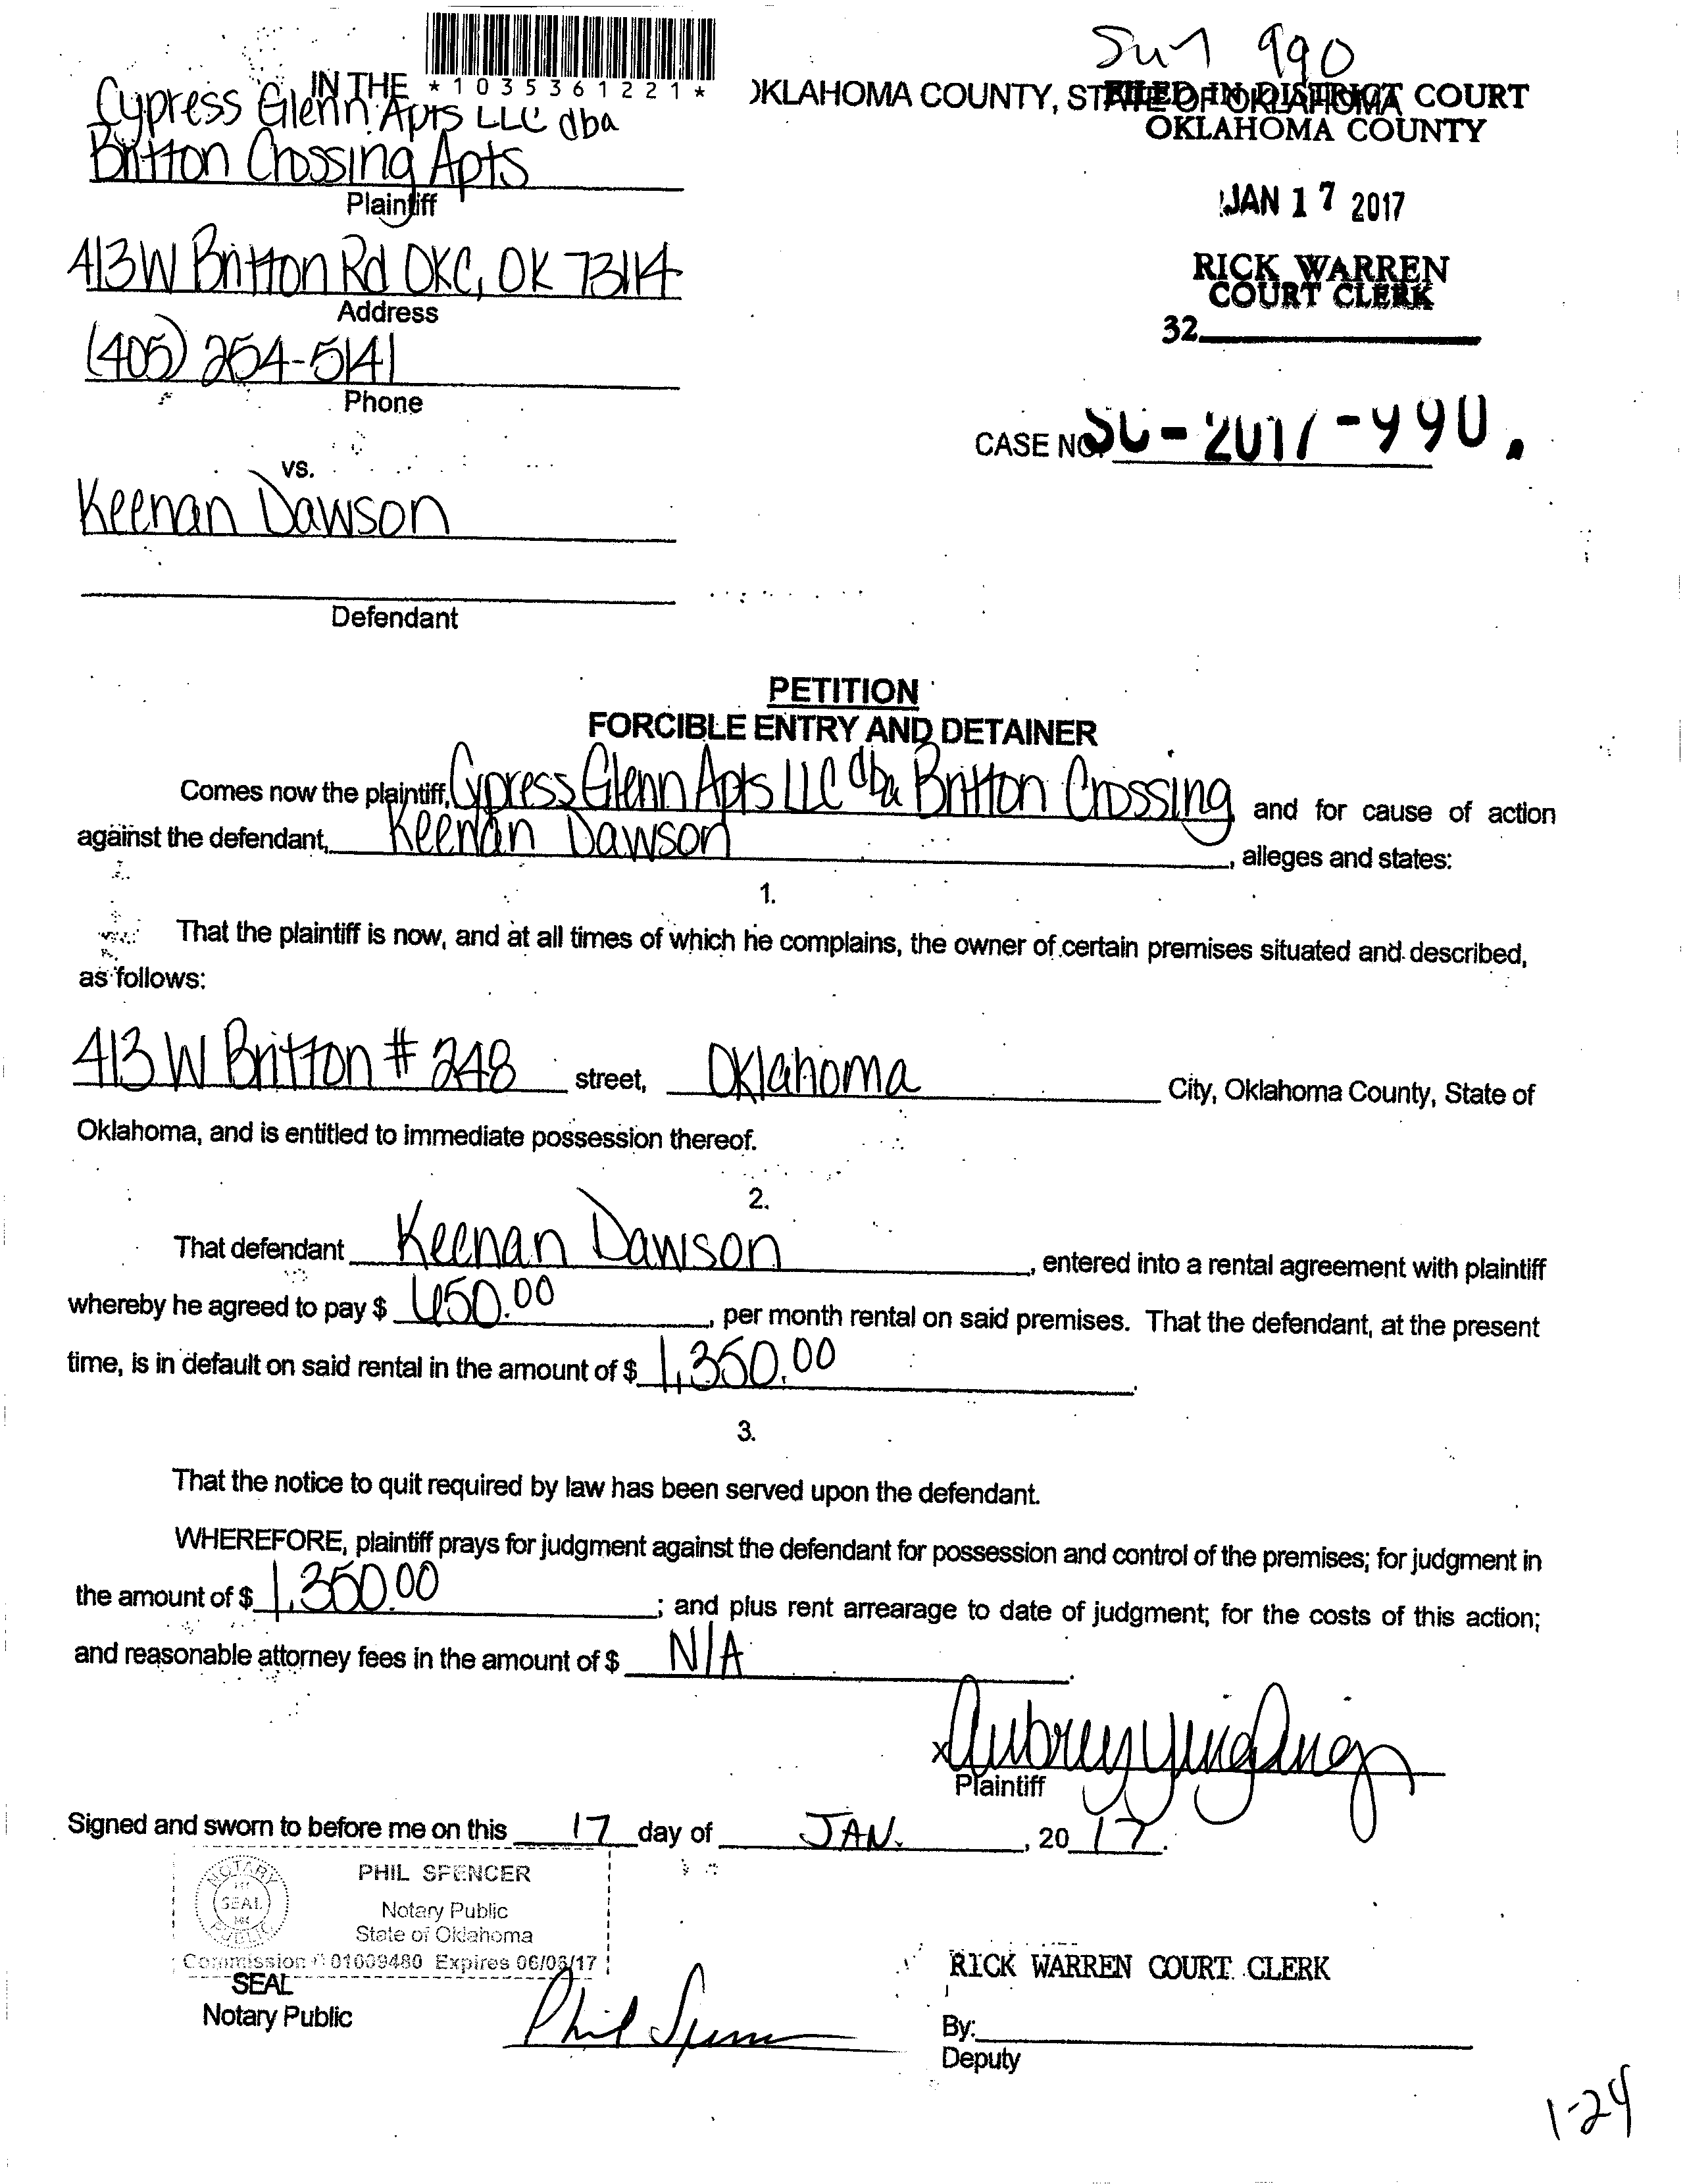 Sun 990
*1035361221*
IN THE OKLAHOMA COUNTY, STATE OF OKLAHOMA
FILED IN DISTRICT COURT
OKLAHOMA COUNTY
Cypress Glenn Apts LLC dba
Britton Crossing Apts
Plaintiff
JAN 17 2017
413 W Britton Rd OKC, OK 73114
Address
RICK WARREN
COURT CLERK
32
(405) 254-5141
Phone
CASE NO. SC-2017-990.
vs.
Keenan Dawson
Defendant
PETITION
FORCIBLE ENTRY AND DETAINER
Comes now the plaintiff, Cypress Glenn Apts LLC dba Britton Crossing and for cause of action
against the defendant, Keenan Dawson, alleges and states:
1.
That the plaintiff is now, and at all times of which he complains, the owner of certain premises situated and described,
as follows:
413 W Britton # 248 street, Oklahoma City, Oklahoma County, State of
Oklahoma, and is entitled to immediate possession thereof.
2.
That defendant Keenan Dawson, entered into a rental agreement with plaintiff
whereby he agreed to pay $ 650.00, per month rental on said premises. That the defendant, at the present
time, is in default on said rental in the amount of $ 1,350.00.
3.
That the notice to quit required by law has been served upon the defendant.
WHEREFORE, plaintiff prays for judgment against the defendant for possession and control of the premises; for judgment in
the amount of $ 1,350.00; and plus rent arrearage to date of judgment; for the costs of this action;
and reasonable attorney fees in the amount of $ N/A.
x Aubrey Yingling
Plaintiff
Signed and sworn to before me on this 17 day of JAN., 20 17.
NOTARY
SEAL
PUBLIC
PHIL SPENCER
Notary Public
State of Oklahoma
Commission # 01009480 Expires 06/06/17
SEAL
Notary Public
Phil Spencer
RICK WARREN COURT CLERK
By:
Deputy
1-24